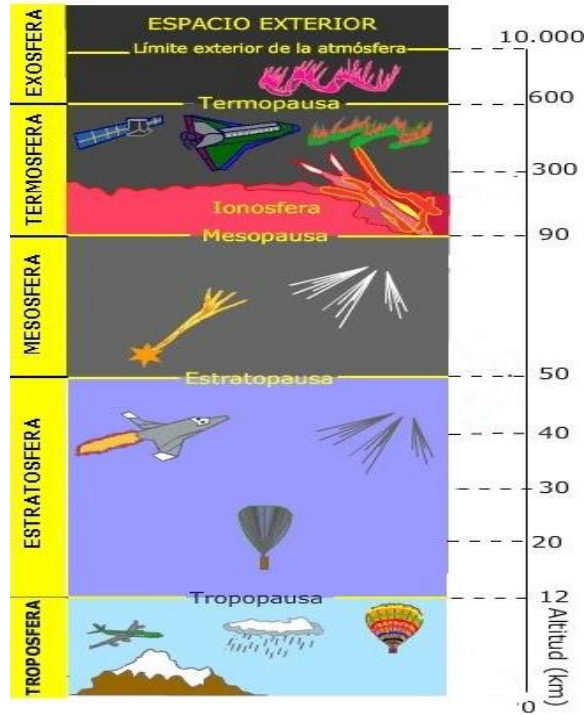 ESPACIO EXTERIOR
Límite exterior de la atmósfera
10.000
EXOSFERA
Termopausa
600
TERMOSFERA
300
Ionosfera
Mesopausa
90
MESOSFERA
Estratopausa
50
ESTRATOSFERA
40
30
20
Tropopausa
12
TROPOSFERA
Altitud (km)
0